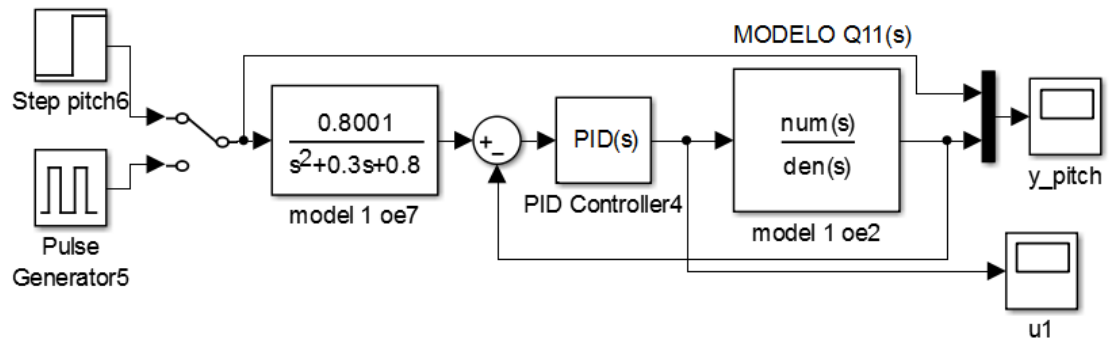 MODELO Q11(s)
Step pitch6
0.8001
s²+0.3s+0.8
model 1 oe7
+
−
PID(s)
PID Controller4
num(s)
den(s)
model 1 oe2
y_pitch
Pulse
Generator5
u1